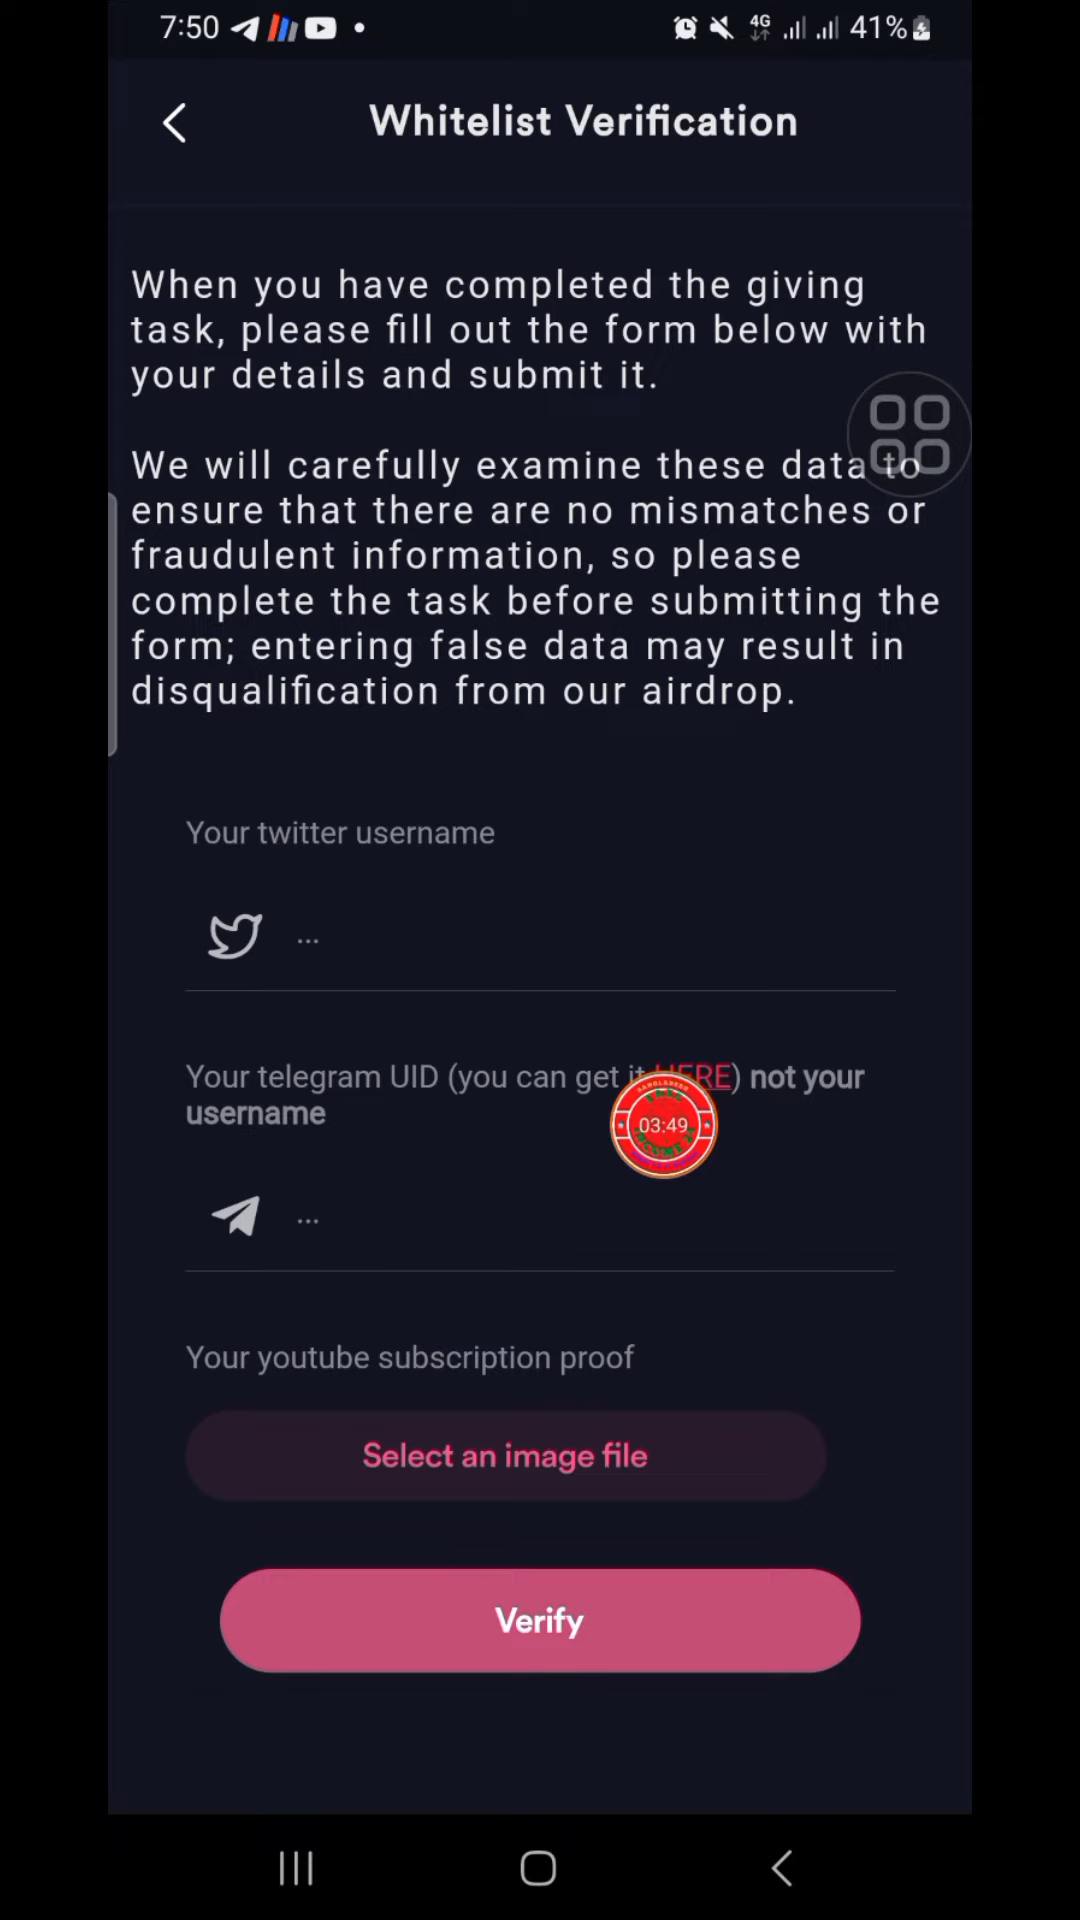 7:50
4G
41%
Whitelist Verification
When you have completed the giving
task, please fill out the form below with
your details and submit it.
We will carefully examine these data to
ensure that there are no mismatches or
fraudulent information, so please
complete the task before submitting the
form; entering false data may result in
disqualification from our airdrop.
Your twitter username
...
Your telegram UID (you can get it HERE) not your
username
BANGLADESH
03:49
INCOME
...
Your youtube subscription proof
Select an image file
Verify